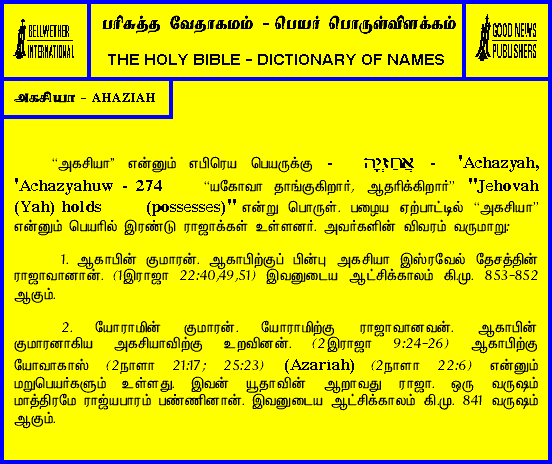 BELLWETHER
INTERNATIONAL
பரிசுத்த வேதாகமம் - பெயர் பொருள்விளக்கம்
THE HOLY BIBLE - DICTIONARY OF NAMES
GOOD NEWS
PUBLISHERS
அகசியா - AHAZIAH
“அகசியா” என்னும் எபிரெய பெயருக்கு - אֲחַזְיָה - 'Achazyah,
'Achazyahuw - 274 “யகோவா தாங்குகிறார், ஆதரிக்கிறார்” "Jehovah
(Yah) holds (possesses)" என்று பொருள். பழைய ஏற்பாட்டில் “அகசியா”
என்னும் பெயரில் இரண்டு ராஜாக்கள் உள்ளனர். அவர்களின் விவரம் வருமாறு:
1. ஆகாபின் குமாரன். ஆகாபிற்குப் பின்பு அகசியா இஸ்ரவேல் தேசத்தின்
ராஜாவானான். (1இராஜா 22:40,49,51) இவனுடைய ஆட்சிக்காலம் கி.மு. 853-852
ஆகும்.
2. யோராமின் குமாரன். யோராமிற்கு ராஜாவானவன். ஆகாபின்
குமாரனாகிய அகசியாவிற்கு உறவினன். (2இராஜா 9:24-26) ஆகாபிற்கு
யோவாகாஸ் (2நாளா 21:17; 25:23) (Azariah) (2நாளா 22:6) என்னும்
மறுபெயர்களும் உள்ளது. இவன் யூதாவின் ஆறாவது ராஜா. ஒரு வருஷம்
மாத்திரமே ராஜ்யபாரம் பண்ணினான். இவனுடைய ஆட்சிக்காலம் கி.மு. 841 வருஷம்
ஆகும்.